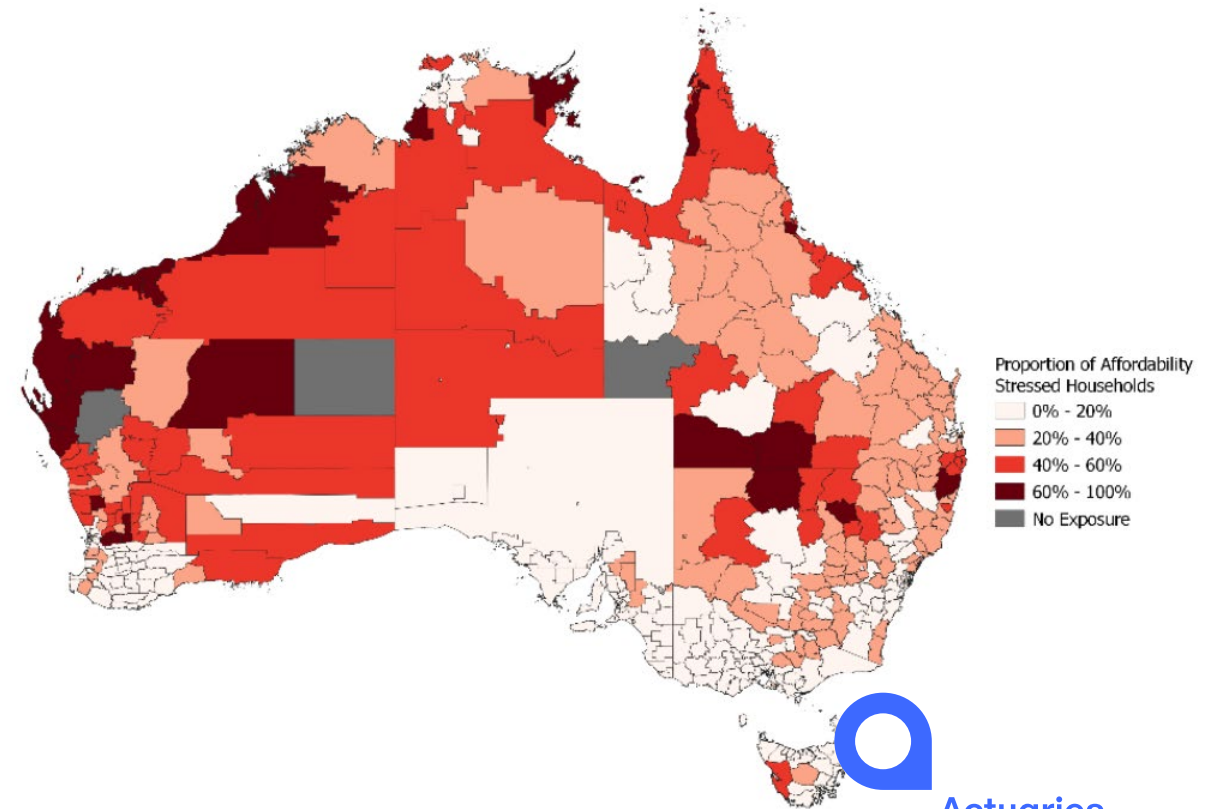 Proportion of Affordability
Stressed Households
0% - 20%
20% - 40%
40% - 60%
60% - 100%
No Exposure
Actuaries